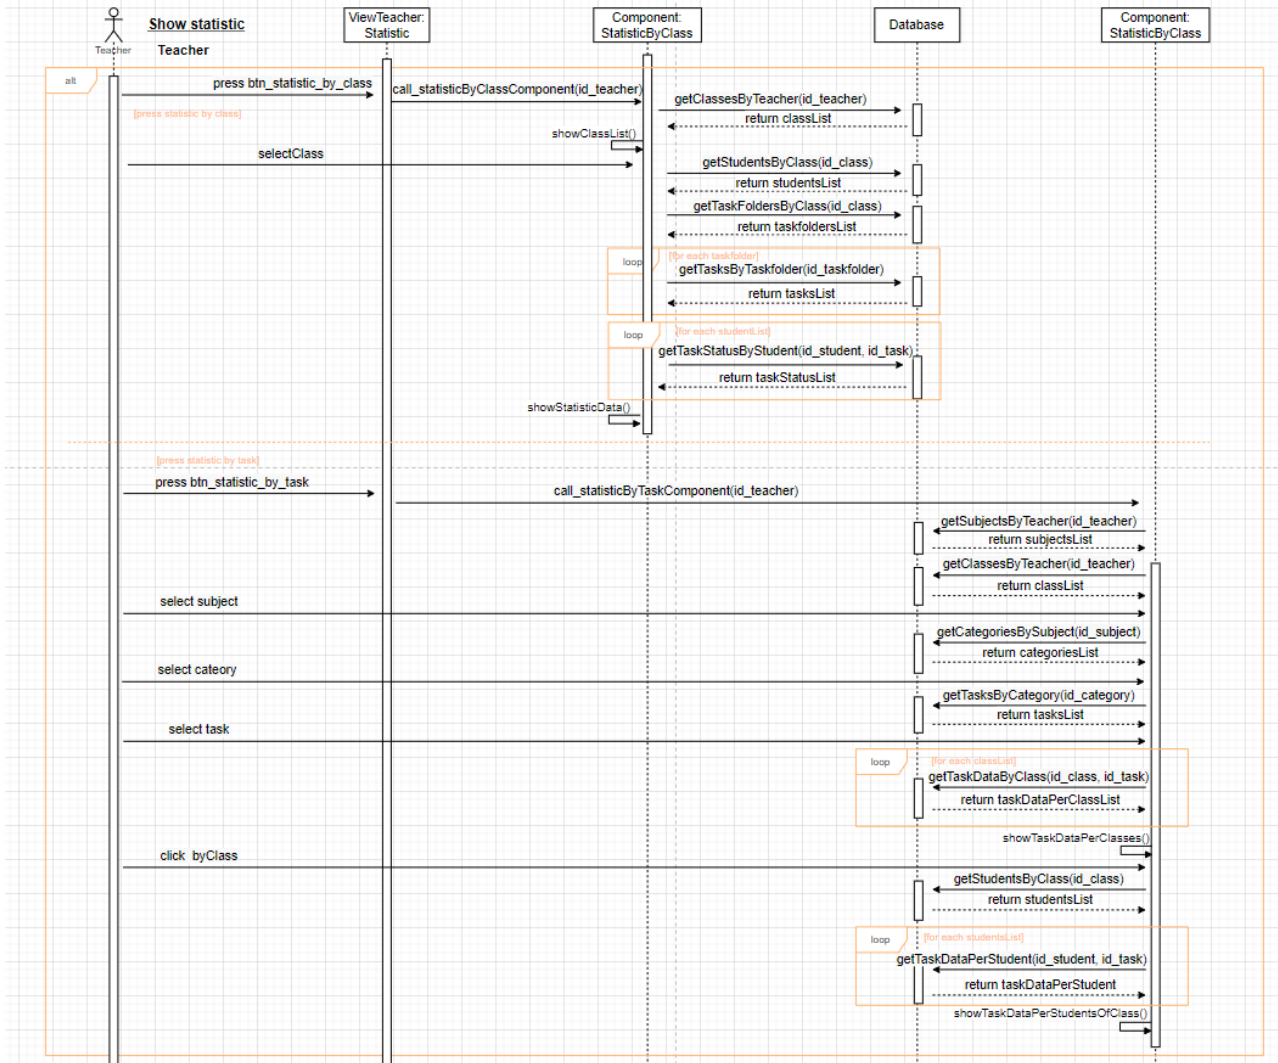 Show statistic
Teacher
Teacher
ViewTeacher:
Statistic
Component:
StatisticByClass
Database
Component:
StatisticByClass
alt
press btn_statistic_by_class
[press statistic by class]
call_statisticByClassComponent(id_teacher)
getClassesByTeacher(id_teacher)
return classList
showClassList()
selectClass
getStudentsByClass(id_class)
return studentsList
getTaskFoldersByClass(id_class)
return taskfoldersList
loop
[for each taskfolder]
getTasksByTaskfolder(id_taskfolder)
return tasksList
loop
[for each studentList]
getTaskStatusByStudent(id_student, id_task)
return taskStatusList
showStatisticData()
[press statistic by task]
press btn_statistic_by_task
call_statisticByTaskComponent(id_teacher)
getSubjectsByTeacher(id_teacher)
return subjectsList
getClassesByTeacher(id_teacher)
return classList
select subject
getCategoriesBySubject(id_subject)
return categoriesList
select cateory
getTasksByCategory(id_category)
return tasksList
select task
loop
[for each classList]
getTaskDataByClass(id_class, id_task)
return taskDataPerClassList
showTaskDataPerClasses()
click byClass
getStudentsByClass(id_class)
return studentsList
loop
[for each studentsList]
getTaskDataPerStudent(id_student, id_task)
return taskDataPerStudent
showTaskDataPerStudentsOfClass()